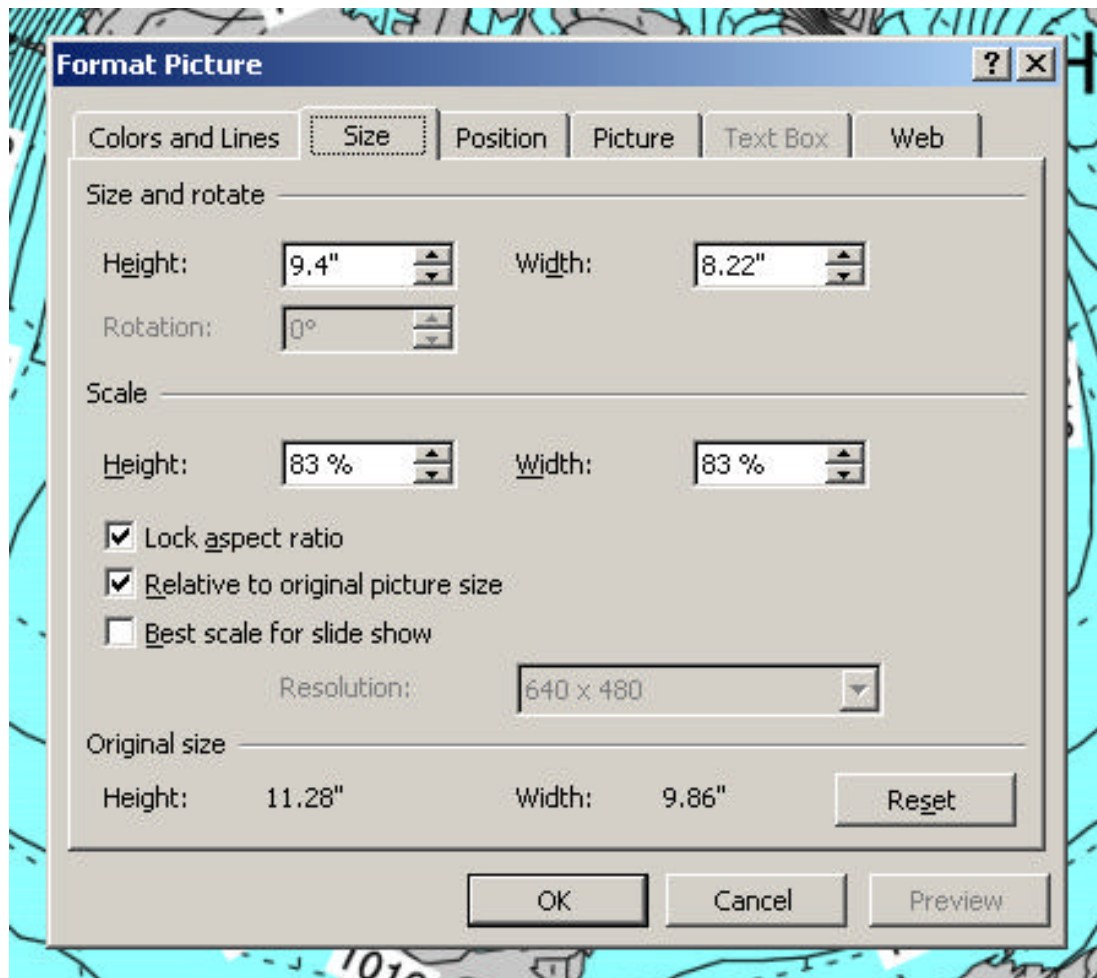 Format Picture
Colors and Lines Size Position Picture Text Box Web
Size and rotate
Height: 9.4" Width: 8.22"
Rotation: 0°
Scale
Height: 83 % Width: 83 %
Lock aspect ratio
Relative to original picture size
Best scale for slide show
Resolution: 640 x 480
Original size
Height: 11.28" Width: 9.86" Reset
OK Cancel Preview